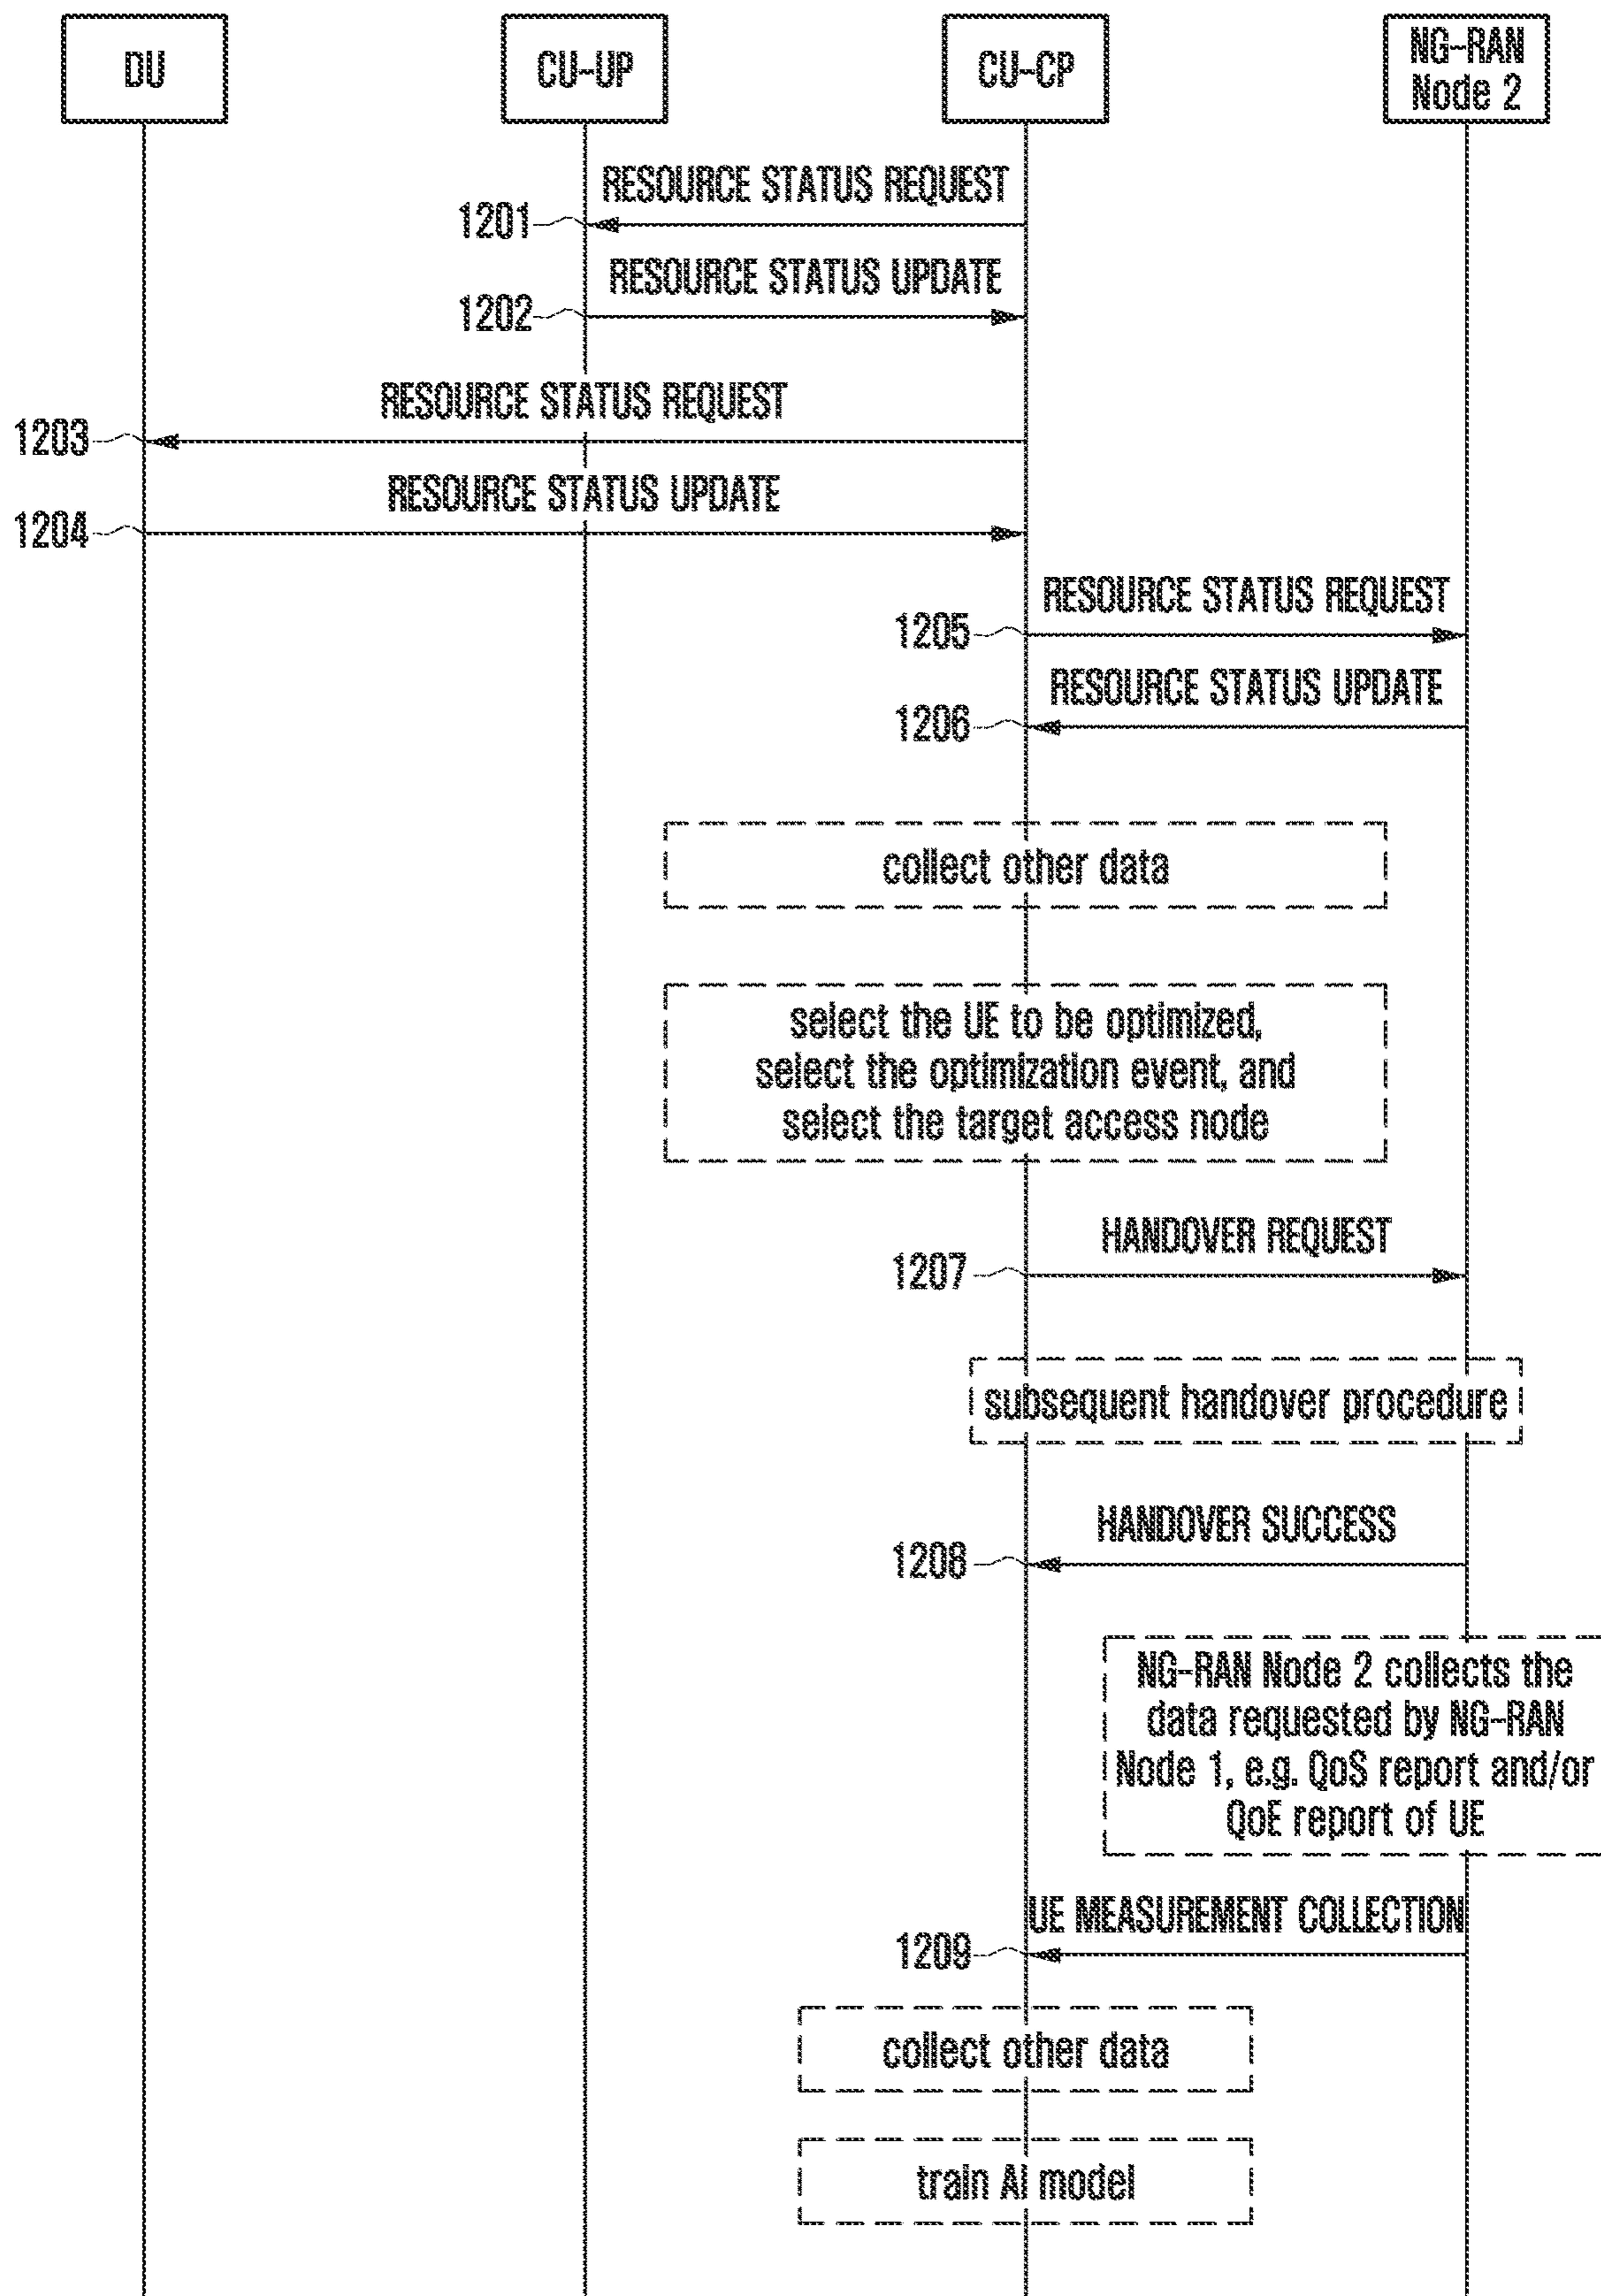 DU
CU-UP
CU-CP
NG-RAN
Node 2
RESOURCE STATUS REQUEST
1201
RESOURCE STATUS UPDATE
1202
RESOURCE STATUS REQUEST
1203
RESOURCE STATUS UPDATE
1204
RESOURCE STATUS REQUEST
1205
RESOURCE STATUS UPDATE
1206
collect other data
select the UE to be optimized,
select the optimization event, and
select the target access node
HANDOVER REQUEST
1207
subsequent handover procedure
HANDOVER SUCCESS
1208
NG-RAN Node 2 collects the
data requested by NG-RAN
Node 1, e.g. QoS report and/or
QoE report of UE
UE MEASUREMENT COLLECTION
1209
collect other data
train AI model